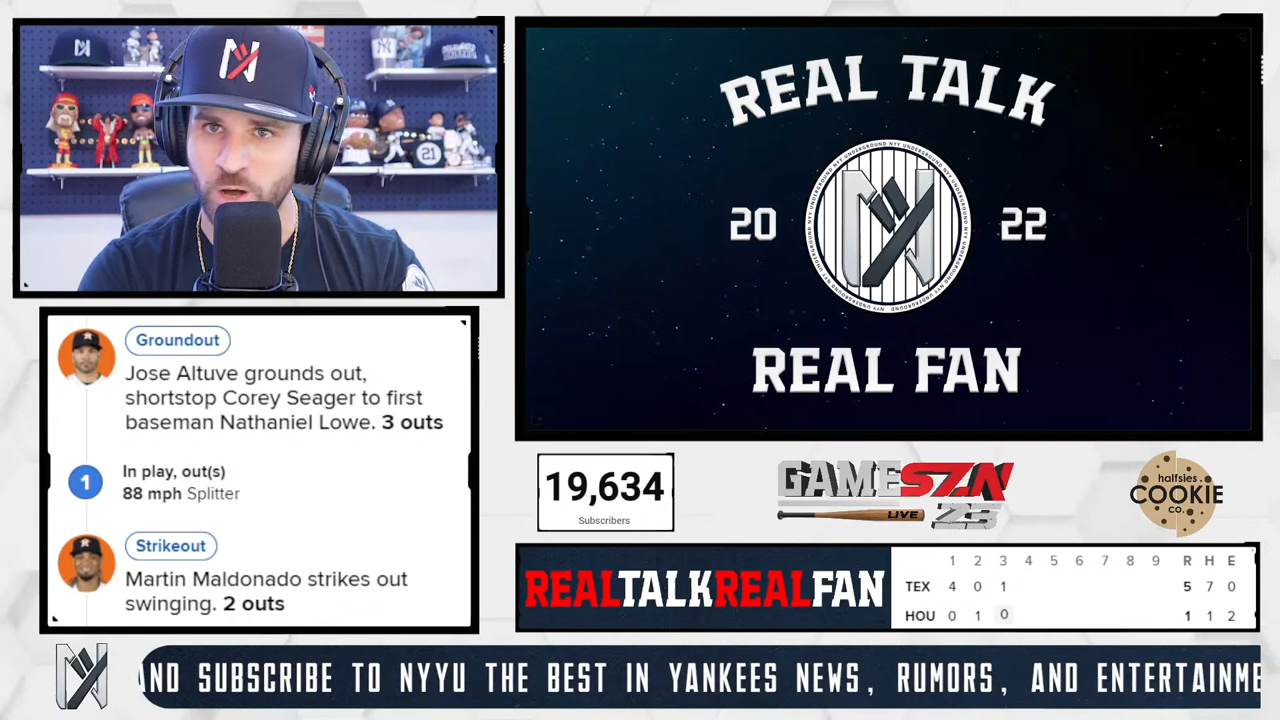 REAL TALK
20 22
REAL FAN
Groundout
Jose Altuve grounds out,
shortstop Corey Seager to first
baseman Nathaniel Lowe. 3 outs
1
In play, out(s)
88 mph Splitter
Strikeout
Martin Maldonado strikes out
swinging. 2 outs
21
19,634
Subscribers
GAMESZN
LIVE 23
halfsies
COOKIE
co.
REALTALKREALFAN
1 2 3 4 5 6 7 8 9 R H E
TEX 4 0 1 5 7 0
HOU 0 1 0 1 1 2
AND SUBSCRIBE TO NYYU THE BEST IN YANKEES NEWS, RUMORS, AND ENTERTAINME